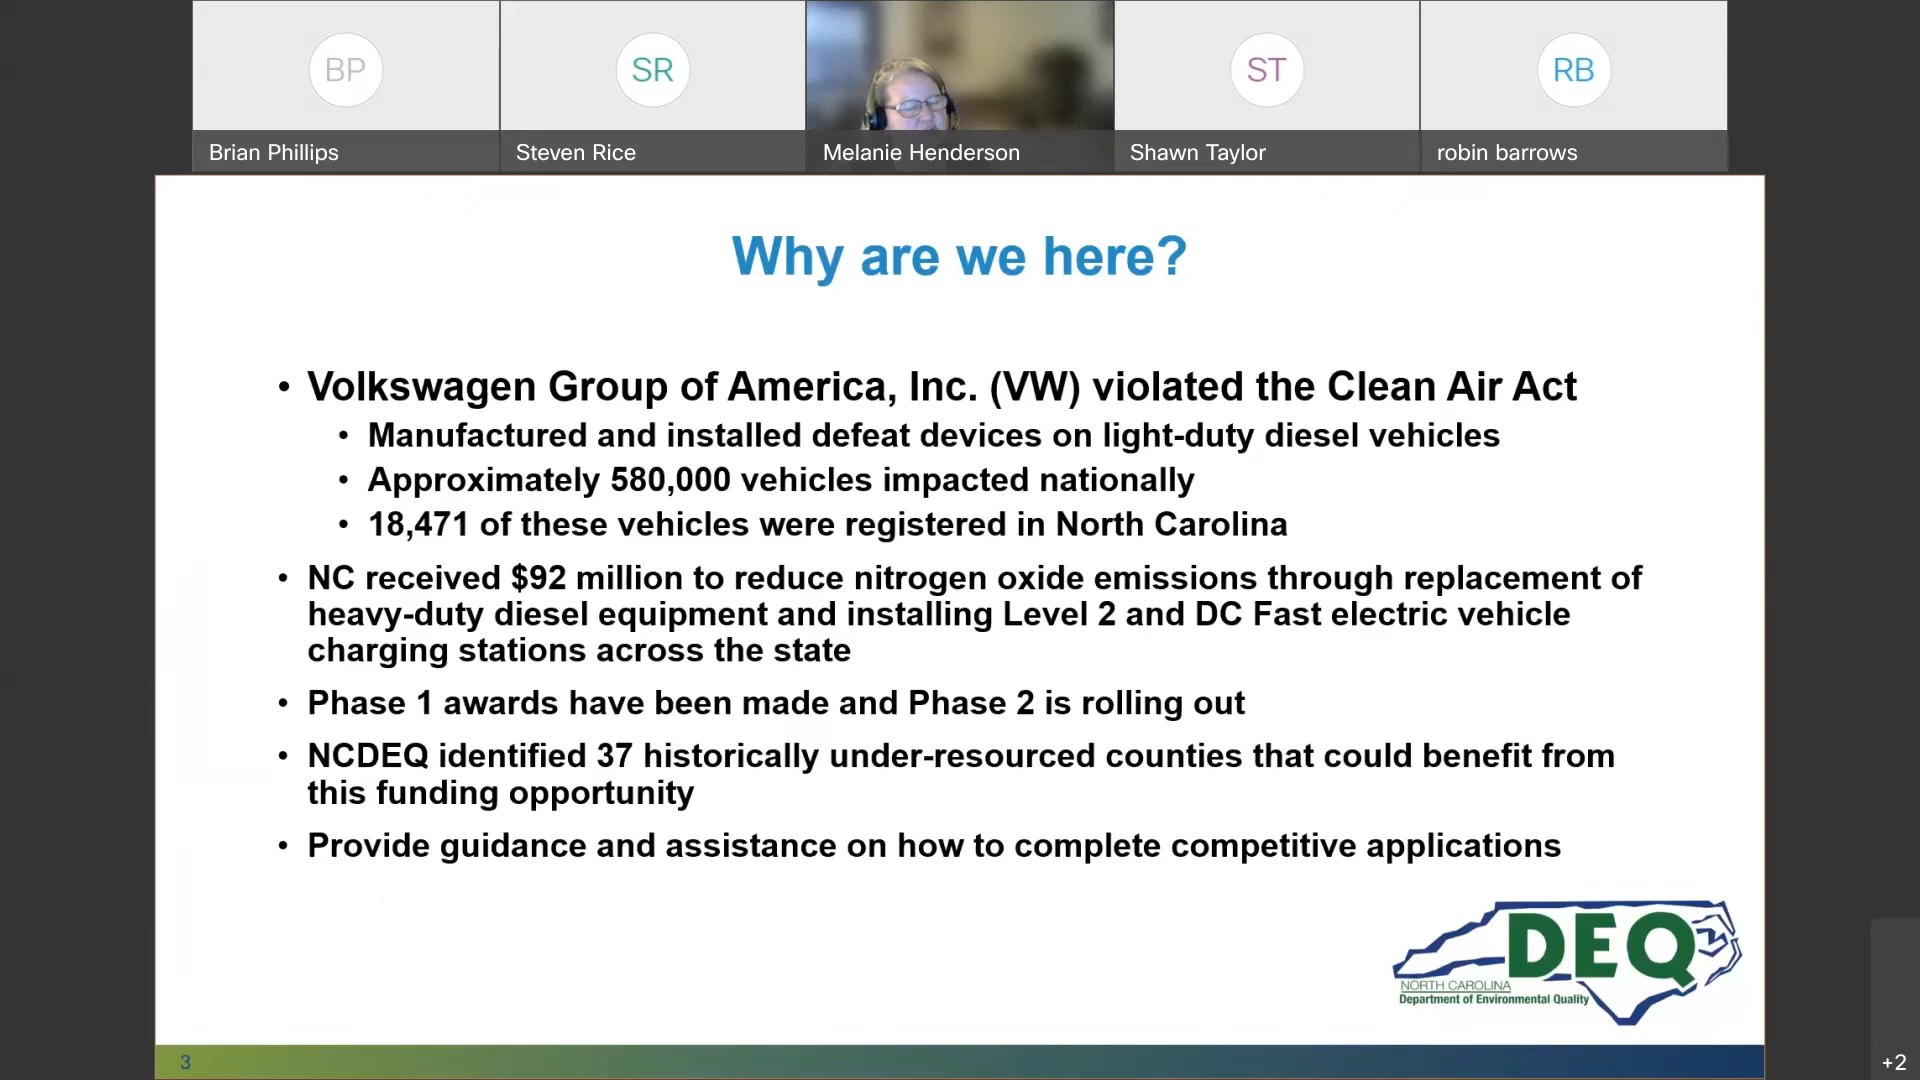 BP
SR
ST
RB
Brian Phillips
Steven Rice
Melanie Henderson
Shawn Taylor
robin barrows
Why are we here?
• Volkswagen Group of America, Inc. (VW) violated the Clean Air Act
• Manufactured and installed defeat devices on light-duty diesel vehicles
• Approximately 580,000 vehicles impacted nationally
• 18,471 of these vehicles were registered in North Carolina
• NC received $92 million to reduce nitrogen oxide emissions through replacement of
heavy-duty diesel equipment and installing Level 2 and DC Fast electric vehicle
charging stations across the state
• Phase 1 awards have been made and Phase 2 is rolling out
• NCDEQ identified 37 historically under-resourced counties that could benefit from
this funding opportunity
• Provide guidance and assistance on how to complete competitive applications
DEQ
NORTH CAROLINA
Department of Environmental Quality
3
+2